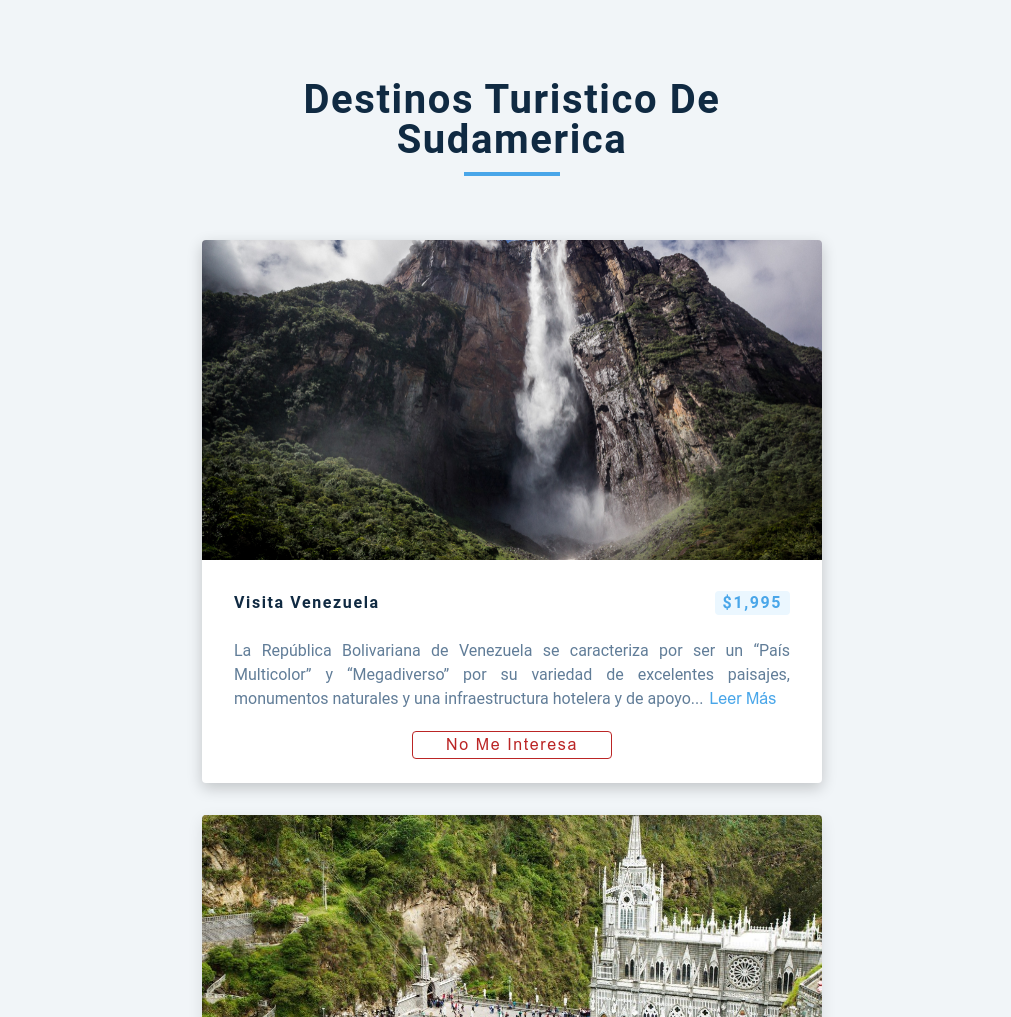 Destinos Turistico De
Sudamerica
Visita Venezuela
$1,995
La República Bolivariana de Venezuela se caracteriza por ser un “País
Multicolor” y “Megadiverso” por su variedad de excelentes paisajes,
monumentos naturales y una infraestructura hotelera y de apoyo... Leer Más
No Me Interesa